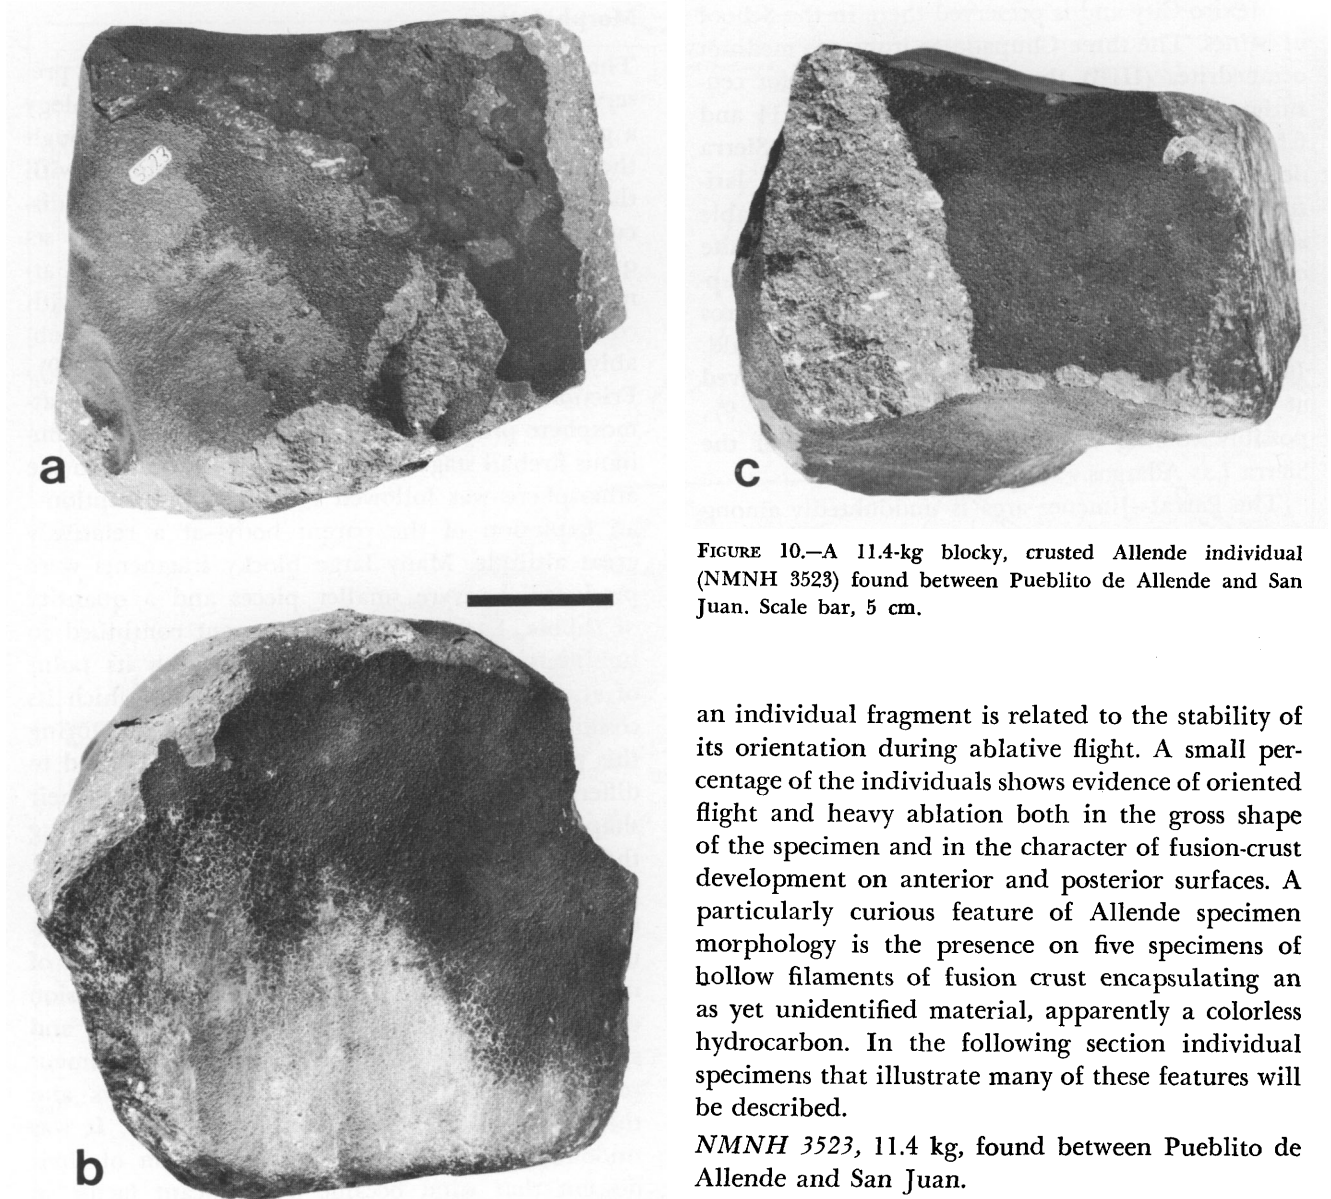 3523
a
c
FIGURE 10.—A 11.4-kg blocky, crusted Allende individual
(NMNH 3523) found between Pueblito de Allende and San
Juan. Scale bar, 5 cm.
b
an individual fragment is related to the stability of
its orientation during ablative flight. A small per-
centage of the individuals shows evidence of oriented
flight and heavy ablation both in the gross shape
of the specimen and in the character of fusion-crust
development on anterior and posterior surfaces. A
particularly curious feature of Allende specimen
morphology is the presence on five specimens of
hollow filaments of fusion crust encapsulating an
as yet unidentified material, apparently a colorless
hydrocarbon. In the following section individual
specimens that illustrate many of these features will
be described.
NMNH 3523, 11.4 kg, found between Pueblito de
Allende and San Juan.